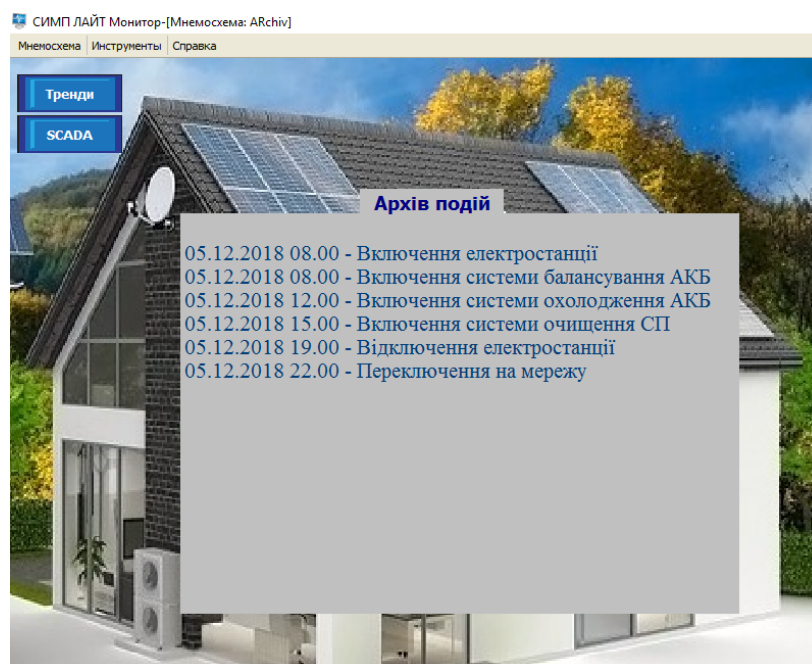 СИМП ЛАЙТ Монитор-[Мнемосхема: ARchiv]
Мнемосхема Инструменты Справка
Тренди
SCADA
Архів подій
05.12.2018 08.00 - Включення електростанції
05.12.2018 08.00 - Включення системи балансування АКБ
05.12.2018 12.00 - Включення системи охолодження АКБ
05.12.2018 15.00 - Включення системи очищення СП
05.12.2018 19.00 - Відключення електростанції
05.12.2018 22.00 - Переключення на мережу